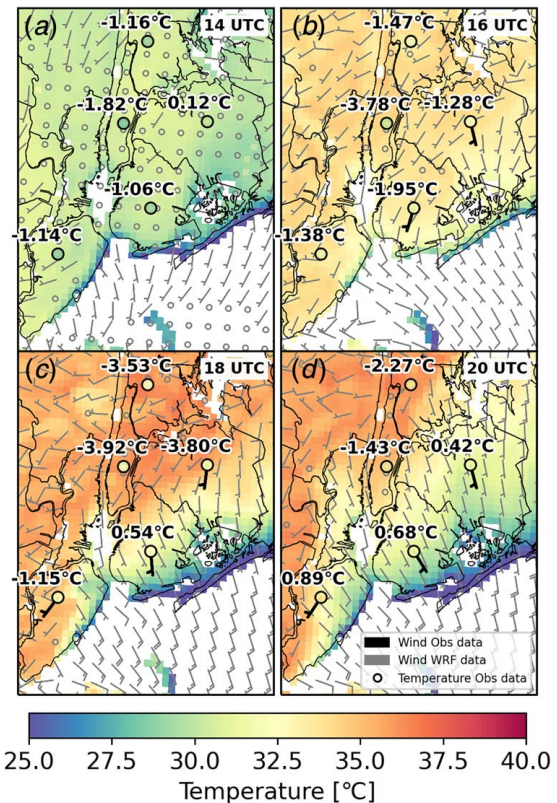 (a)
-1.16°C
14 UTC
-1.82°C
0.12°C
-1.06°C
-1.14°C
(b)
-1.47°C
16 UTC
-3.78°C
-1.28°C
-1.95°C
-1.38°C
(c)
-3.53°C
18 UTC
-3.92°C
-3.80°C
0.54°C
-1.15°C
(d)
-2.27°C
20 UTC
-1.43°C
0.42°C
0.68°C
0.89°C
Wind Obs data
Wind WRF data
Temperature Obs data
25.0 27.5 30.0 32.5 35.0 37.5 40.0
Temperature [℃]